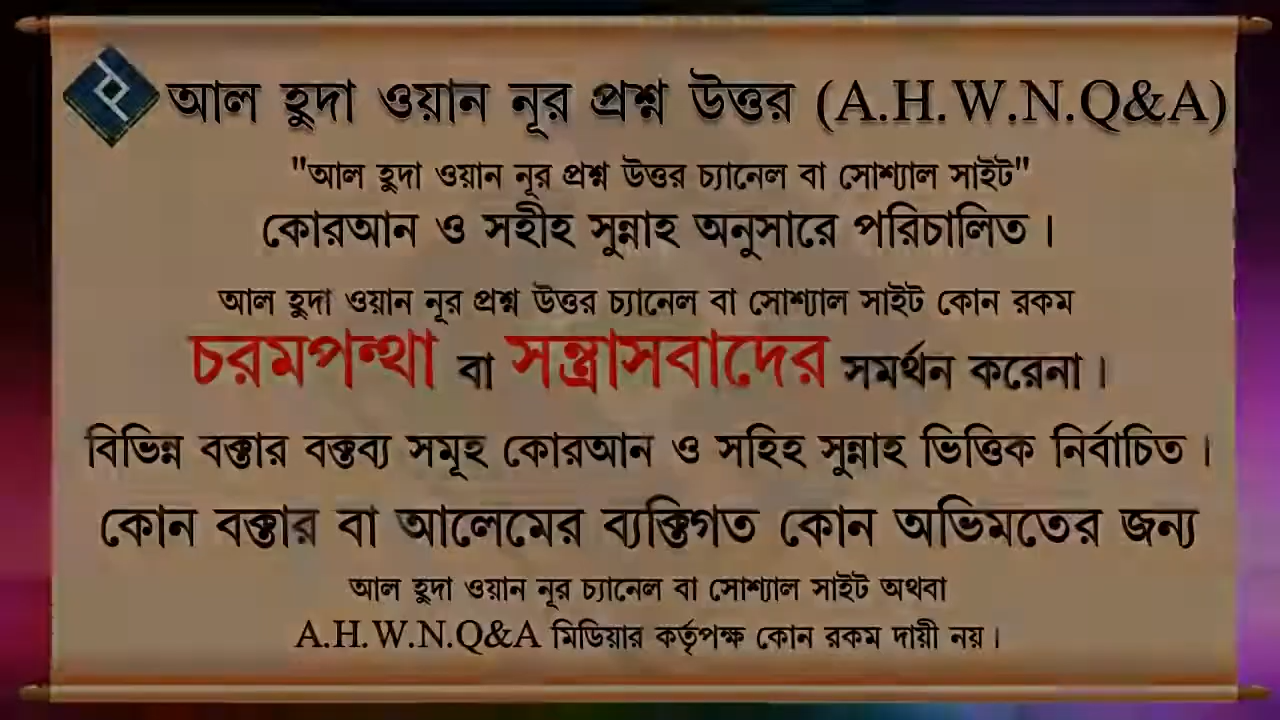 আল হুদা ওয়ান নূর প্রশ্ন উত্তর (A.H.W.N.Q&A)
"আল হুদা ওয়ান নূর প্রশ্ন উত্তর চ্যানেল বা সোশ্যাল সাইট"
কোরআন ও সহীহ সুন্নাহ অনুসারে পরিচালিত ।
আল হুদা ওয়ান নূর প্রশ্ন উত্তর চ্যানেল বা সোশ্যাল সাইট কোন রকম
চরমপন্থা বা সন্ত্রাসবাদের সমর্থন করেনা ।
বিভিন্ন বক্তার বক্তব্য সমূহ কোরআন ও সহিহ সুন্নাহ ভিত্তিক নির্বাচিত ।
কোন বক্তার বা আলেমের ব্যক্তিগত কোন অভিমতের জন্য
আল হুদা ওয়ান নূর চ্যানেল বা সোশ্যাল সাইট অথবা
A.H.W.N.Q&A মিডিয়ার কর্তৃপক্ষ কোন রকম দায়ী নয় ।